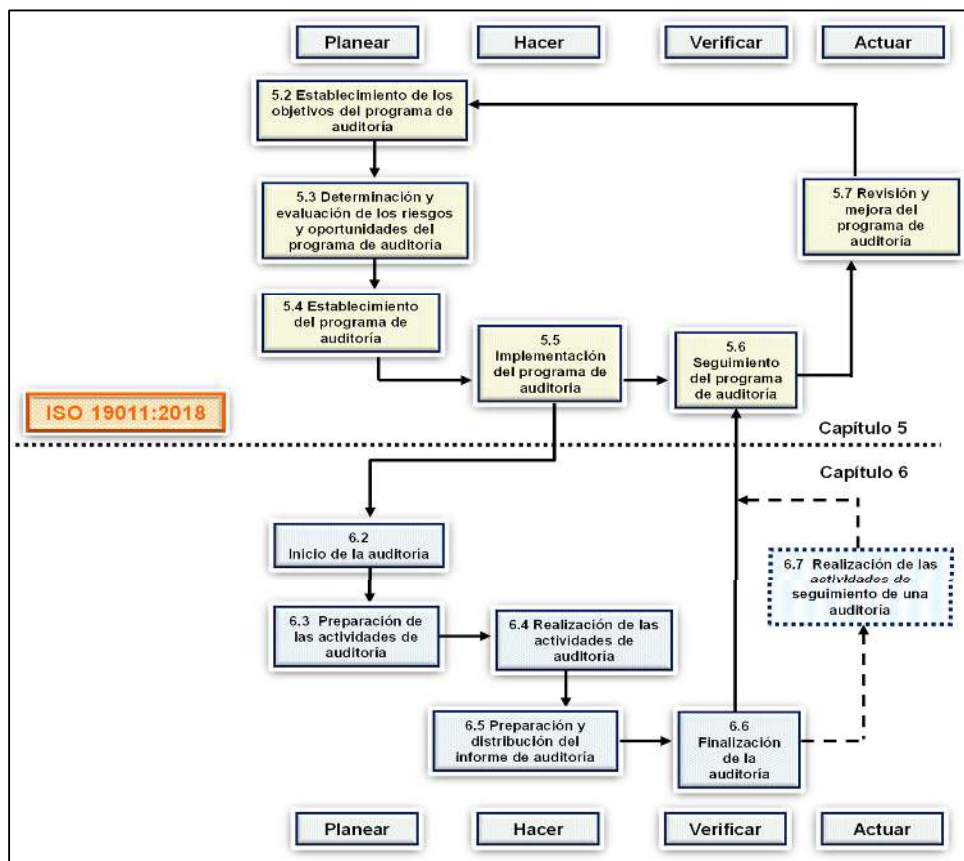 Planear
Hacer
Verificar
Actuar
5.2 Establecimiento de los
objetivos del programa de
auditoría
5.3 Determinación y
evaluación de los riesgos
y oportunidades del
programa de auditoría
5.7 Revisión y
mejora del
programa de
auditoría
5.4 Establecimiento
del programa de
auditoría
5.5
Implementación
del programa de
auditoría
5.6
Seguimiento
del programa
de auditoría
ISO 19011:2018
Capítulo 5
Capítulo 6
6.2
Inicio de la auditoría
6.7 Realización de las
actividades de
seguimiento de una
auditoría
6.3 Preparación de
las actividades de
auditoría
6.4 Realización de las
actividades de
auditoría
6.5 Preparación y
distribución del
informe de auditoría
6.6
Finalización
de la
auditoría
Planear
Hacer
Verificar
Actuar